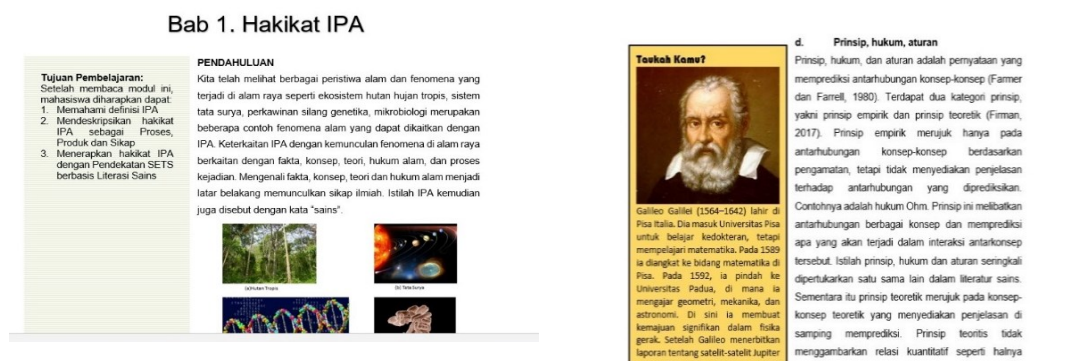 Bab 1. Hakikat IPA
Tujuan Pembelajaran:
Setelah membaca modul ini,
mahasiswa diharapkan dapat:
1. Memahami definisi IPA
2. Mendeskripsikan hakikat
IPA sebagai Proses,
Produk dan Sikap
3. Menerapkan hakikat IPA
dengan Pendekatan SETS
berbasis Literasi Sains
PENDAHULUAN
Kita telah melihat berbagai peristiwa alam dan fenomena yang
terjadi di alam raya seperti ekosistem hutan hujan tropis, sistem
tata surya, perkawinan silang genetika, mikrobiologi merupakan
beberapa contoh fenomena alam yang dapat dikaitkan dengan
IPA. Keterkaitan IPA dengan kemunculan fenomena di alam raya
berkaitan dengan fakta, konsep, teori, hukum alam, dan proses
kejadian. Mengenali fakta, konsep, teori dan hukum alam menjadi
latar belakang memunculkan sikap ilmiah. Istilah IPA kemudian
juga disebut dengan kata “sains”.
(a)Hutan Tropis
(b) Tata Surya
Taukah Kamu?
Galileo Galilei (1564–1642) lahir di
Pisa Italia. Dia masuk Universitas Pisa
untuk belajar kedokteran, tetapi
mempelajari matematika. Pada 1589
ia diangkat ke bidang matematika di
Pisa. Pada 1592, ia pindah ke
Universitas Padua, di mana ia
mengajar geometri, mekanika, dan
astronomi. Di sini ia membuat
kemajuan signifikan dalam fisika
gerak. Setelah Galileo menerbitkan
laporan tentang satelit-satelit Jupiter
d. Prinsip, hukum, aturan
Prinsip, hukum, dan aturan adalah pernyataan yang
memprediksi antarhubungan konsep-konsep (Farmer
dan Farrell, 1980). Terdapat dua kategori prinsip,
yakni prinsip empirik dan prinsip teoretik (Firman,
2017). Prinsip empirik merujuk hanya pada
antarhubungan konsep-konsep berdasarkan
pengamatan, tetapi tidak menyediakan penjelasan
terhadap antarhubungan yang diprediksikan.
Contohnya adalah hukum Ohm. Prinsip ini melibatkan
antarhubungan berbagai konsep dan memprediksi
apa yang akan terjadi dalam interaksi antarkonsep
tersebut. Istilah prinsip, hukum dan aturan seringkali
dipertukarkan satu sama lain dalam literatur sains.
Sementara itu prinsip teoretik merujuk pada konsep-
konsep teoretik yang menyediakan penjelasan di
samping memprediksi. Prinsip teoritis tidak
menggambarkan relasi kuantitatif seperti halnya